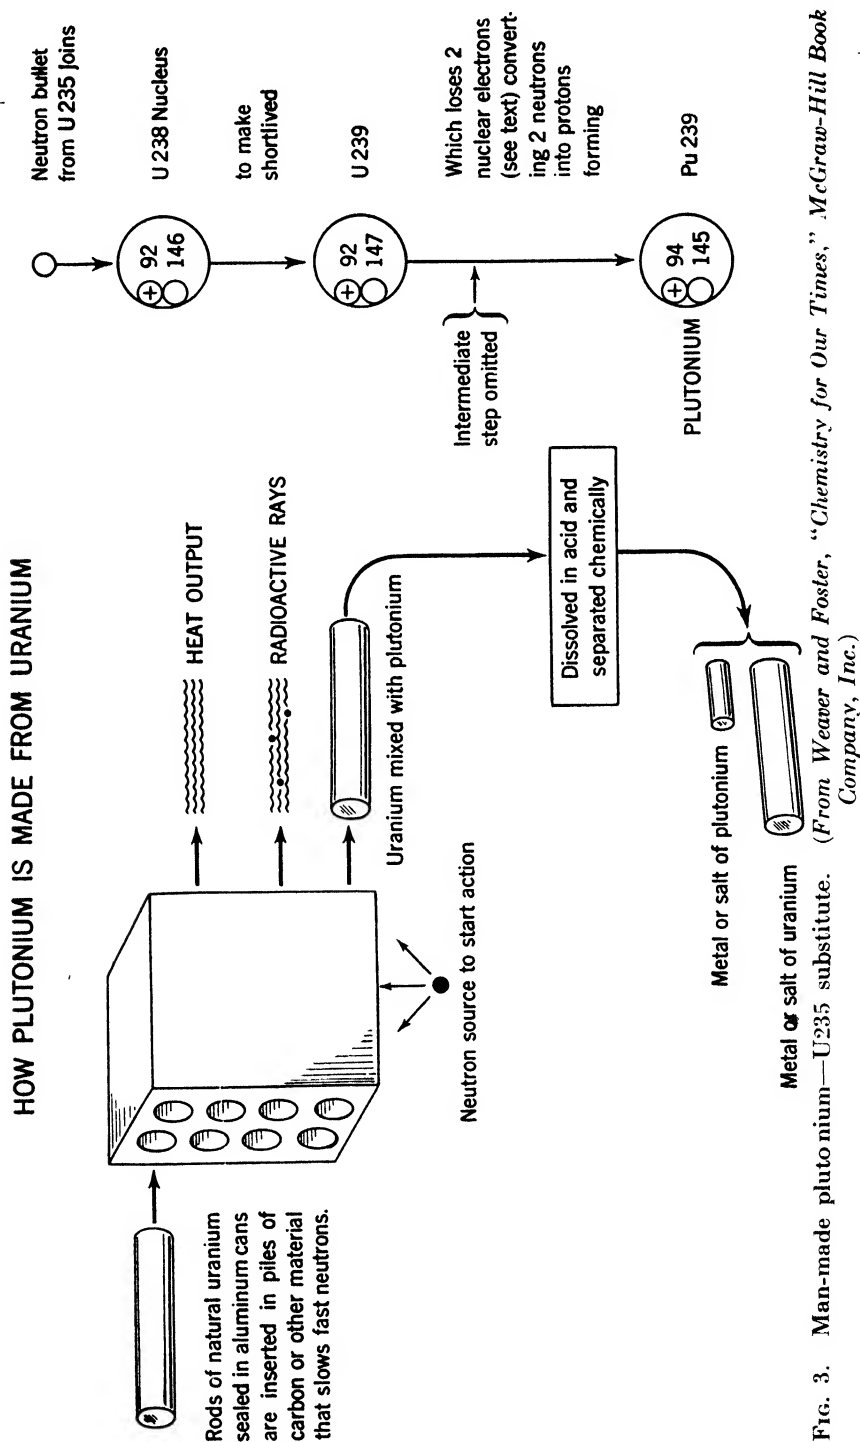 HOW PLUTONIUM IS MADE FROM URANIUM
Rods of natural uranium
sealed in aluminum cans
are inserted in piles of
carbon or other material
that slows fast neutrons.
HEAT OUTPUT
RADIOACTIVE RAYS
Uranium mixed with plutonium
Neutron source to start action
Dissolved in acid and
separated chemically
Metal or salt of plutonium
Metal or salt of uranium
Neutron bullet
from U 235 joins
+ 92
146
U 238 Nucleus
to make
shortlived
+ 92
147
U 239
Intermediate
step omitted
Which loses 2
nuclear electrons
(see text) convert-
ing 2 neutrons
into protons
forming
PLUTONIUM
+ 94
145
Pu 239
FIG. 3. Man-made pluto nium—U235 substitute. (From Weaver and Foster, “Chemistry for Our Times,” McGraw-Hill Book
Company, Inc.)